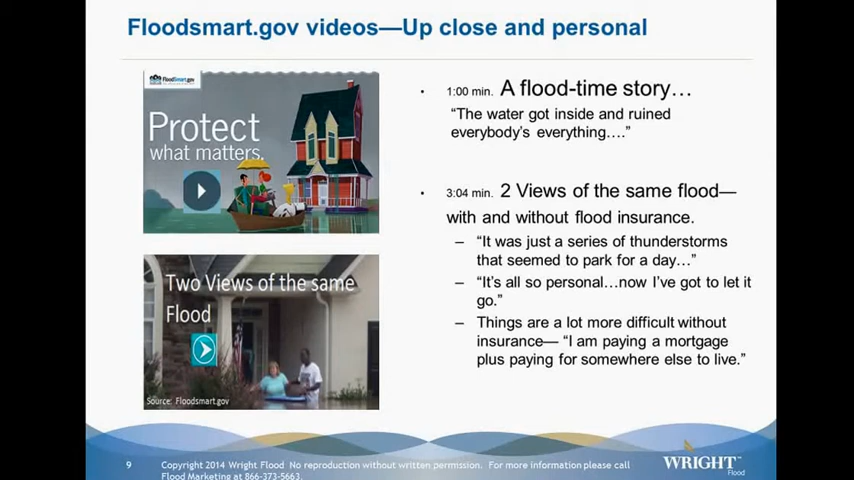 Floodsmart.gov videos—Up close and personal
FloodSmart.gov
Protect
what matters.
• 1:00 min. A flood-time story…
“The water got inside and ruined
everybody’s everything….”
• 3:04 min. 2 Views of the same flood—
with and without flood insurance.
– “It was just a series of thunderstorms
that seemed to park for a day…”
– “It’s all so personal…now I’ve got to let it
go.”
– Things are a lot more difficult without
insurance— “I am paying a mortgage
plus paying for somewhere else to live.”
Two Views of the same
Flood
Source: Floodsmart.gov
9
Copyright 2014 Wright Flood No reproduction without written permission. For more information please call
Flood Marketing at 866-373-5663.
WRIGHT™
Flood